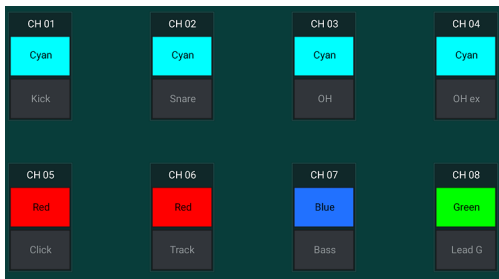 CH 01 CH 02 CH 03 CH 04
Cyan Cyan Cyan Cyan
Kick Snare OH OH ex
CH 05 CH 06 CH 07 CH 08
Red Red Blue Green
Click Track Bass Lead G